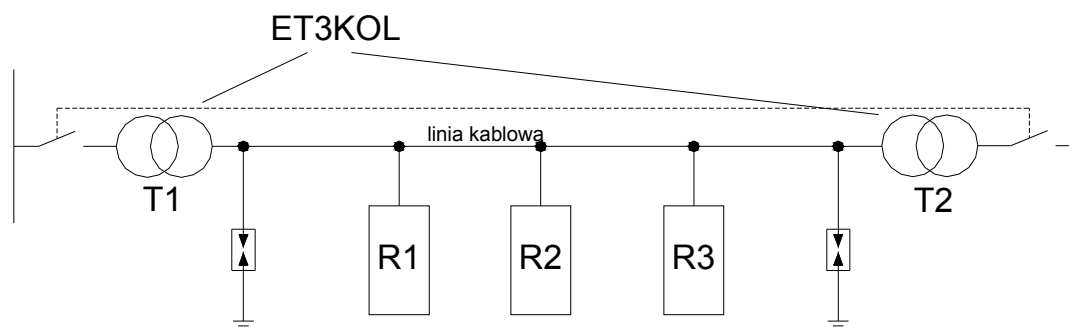 ET3KOL
linia kablowa
T1
T2
R1
R2
R3